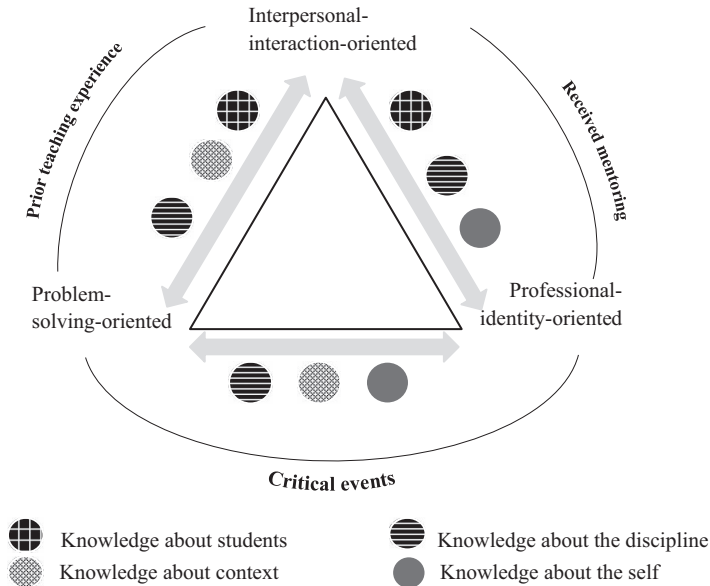 Interpersonal-
interaction-oriented
Prior teaching experience
Received mentoring
Problem-
solving-oriented
Professional-
identity-oriented
Critical events
Knowledge about students
Knowledge about the discipline
Knowledge about context
Knowledge about the self